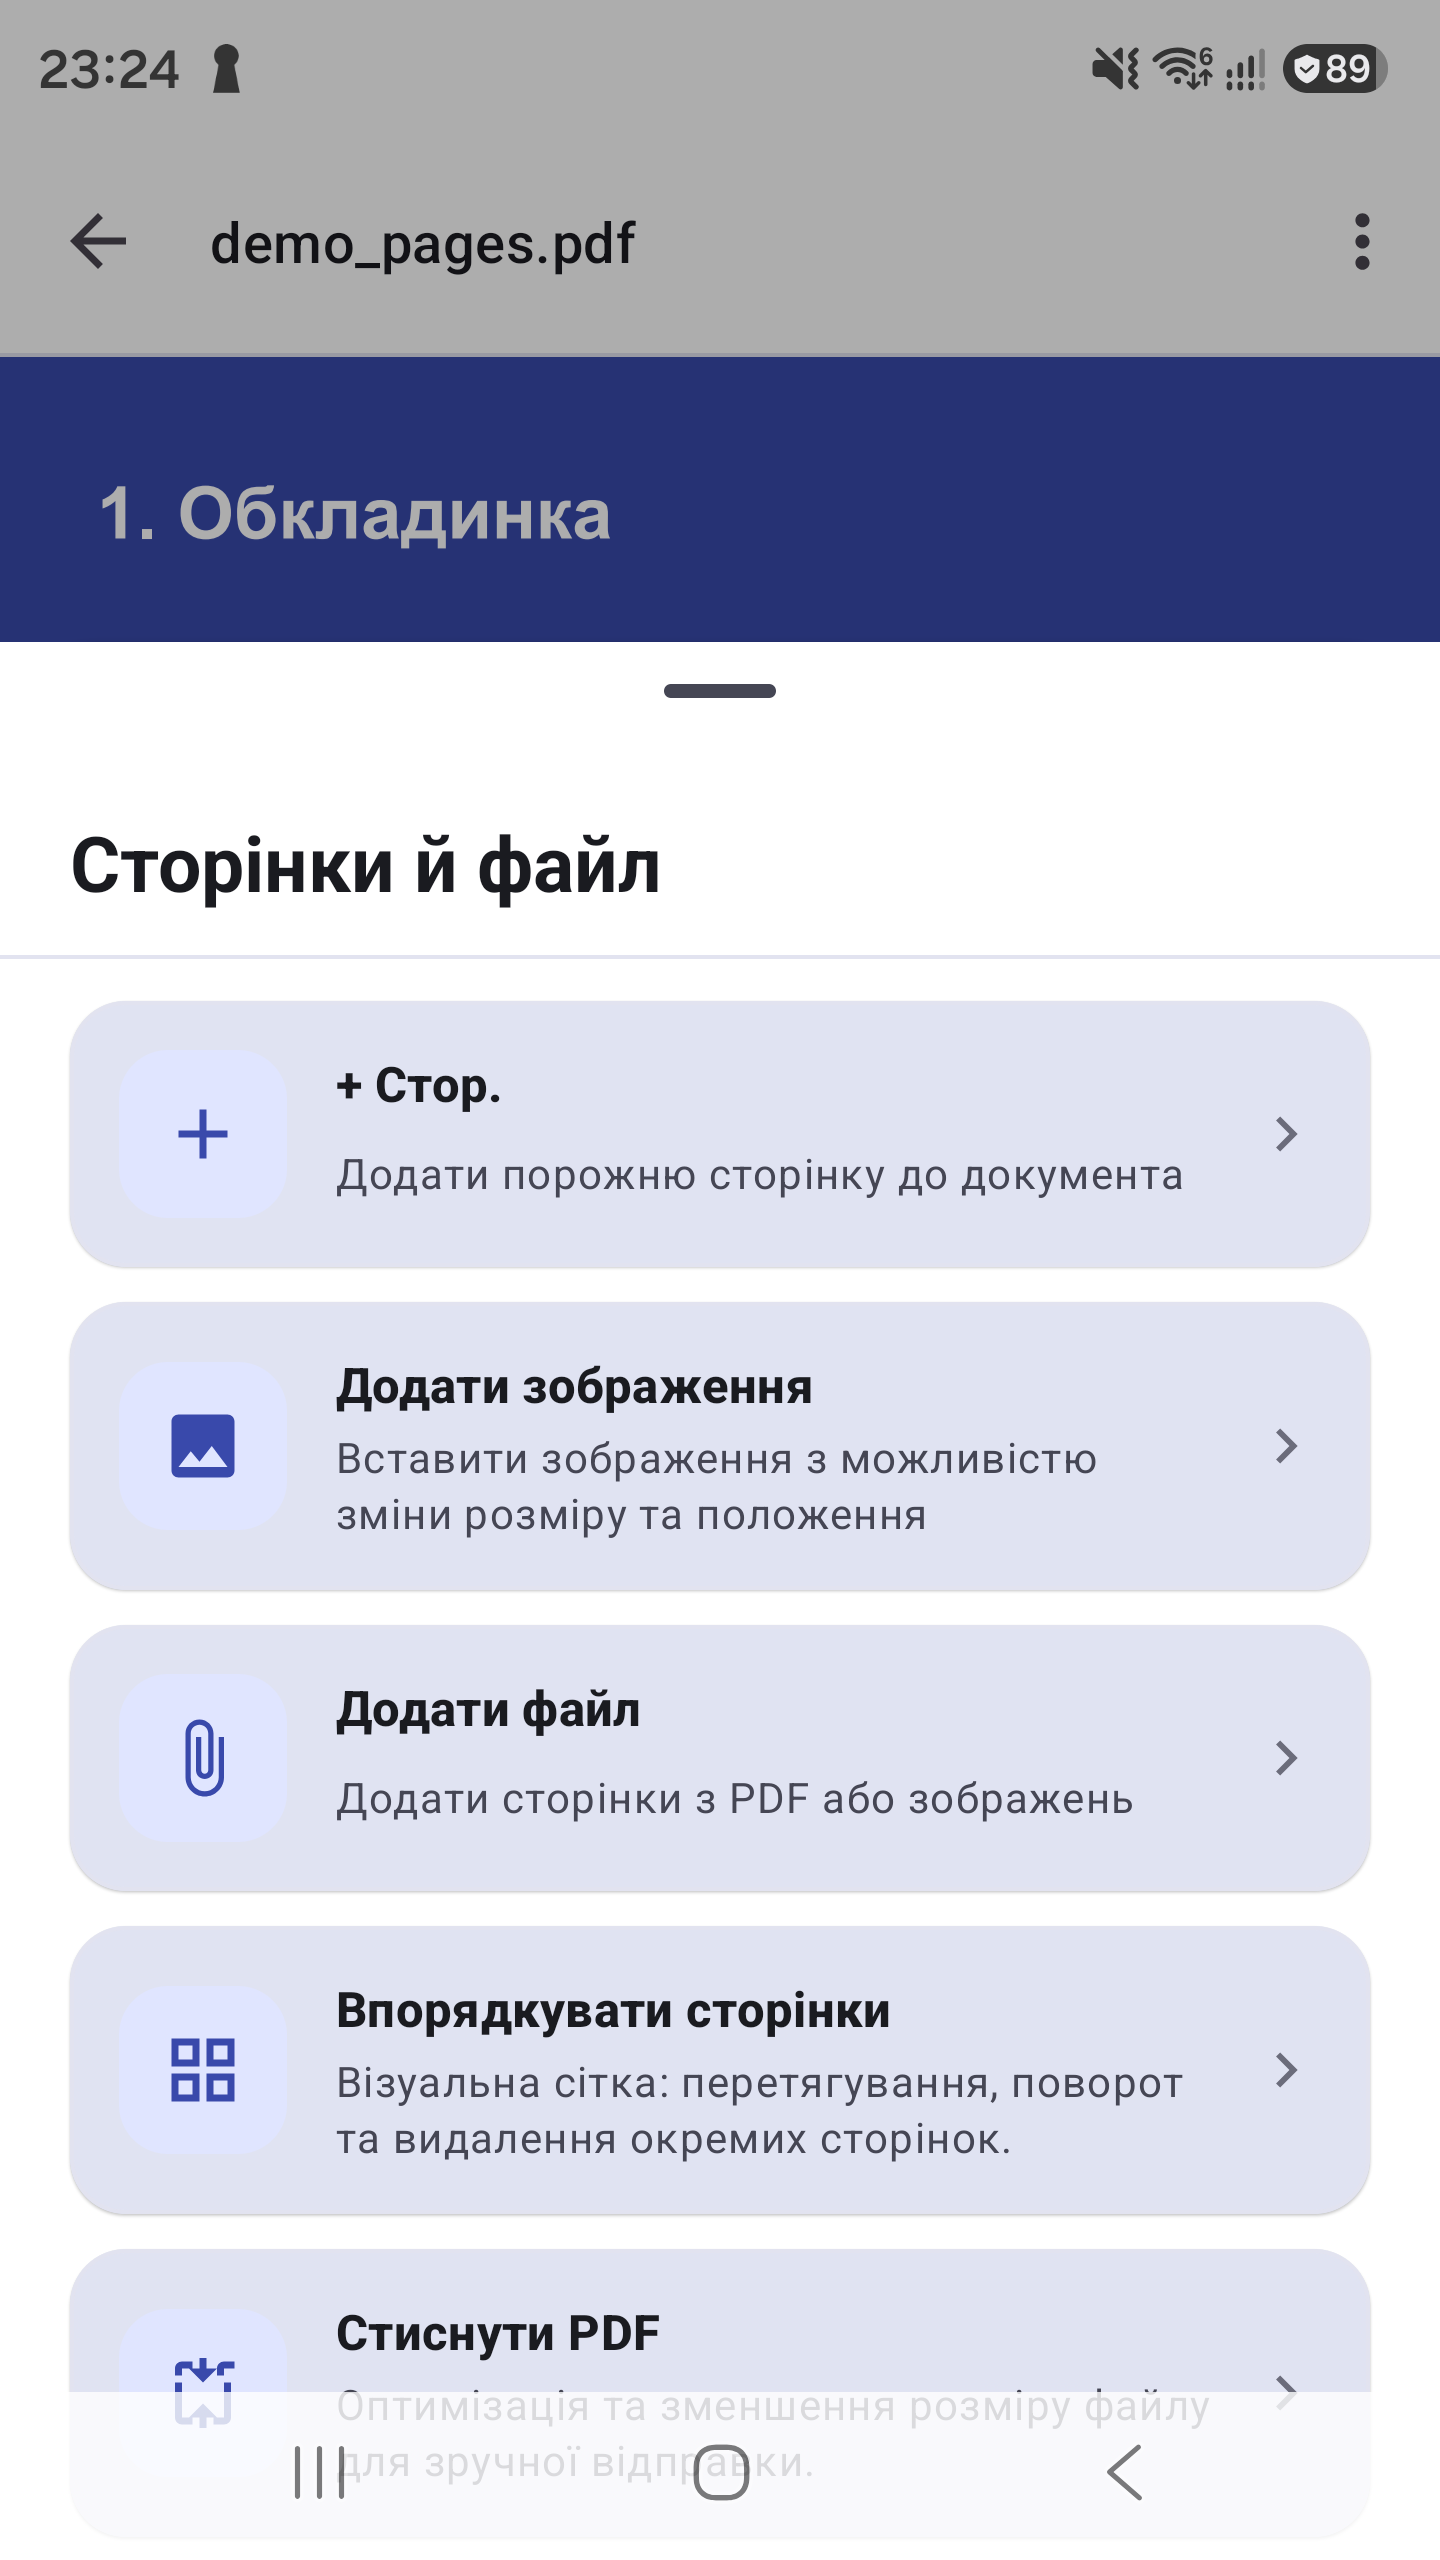 23:24
6
89
demo_pages.pdf
1. Обкладинка
Сторінки й файл
+ Стор.
Додати порожню сторінку до документа
Додати зображення
Вставити зображення з можливістю
зміни розміру та положення
Додати файл
Додати сторінки з PDF або зображень
Впорядкувати сторінки
Візуальна сітка: перетягування, поворот
та видалення окремих сторінок.
Стиснути PDF
Оптимізація та зменшення розміру файлу
для зручної відправки.